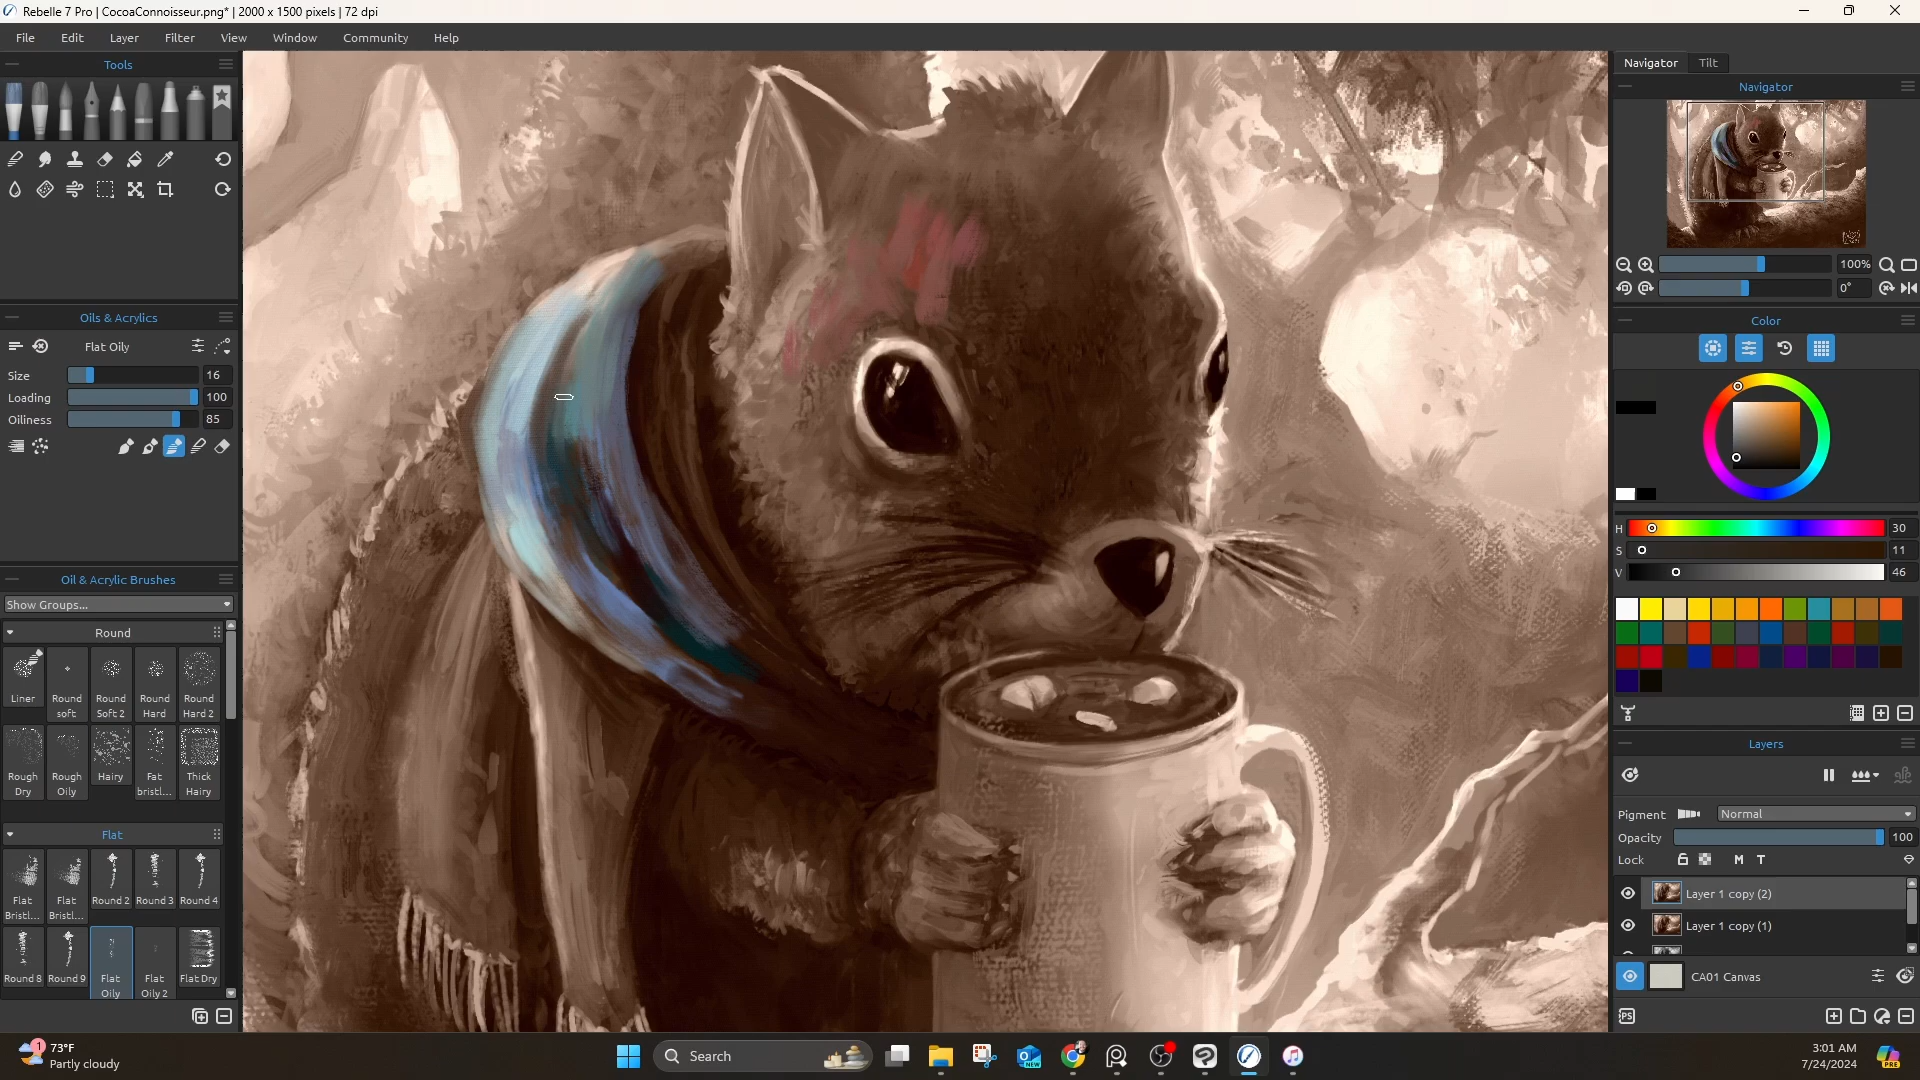 Rebelle 7 Pro | CocoaConnoisseur.png* | 2000 x 1500 pixels | 72 dpi
File Edit Layer Filter View Window Community Help
Tools
Oils & Acrylics
Flat Oily
Size 16
Loading 100
Oiliness 85
Oil & Acrylic Brushes
Show Groups...
Round
Liner Round soft Round Soft 2 Round Hard Round Hard 2
Rough Dry Rough Oily Hairy Fat bristl... Thick Hairy
Flat
Flat Bristl... Flat Bristl... Round 2 Round 3 Round 4
Round 8 Round 9 Flat Oily Flat Oily 2 Flat Dry
Navigator Tilt
Navigator
100%
0°
Color
H 30
S 11
V 46
Layers
Pigment Normal
Opacity 100
Lock M T
Layer 1 copy (2)
Layer 1 copy (1)
CA01 Canvas
PS
1 73°F
Partly cloudy
Search
NEW
3:01 AM
7/24/2024
PRE